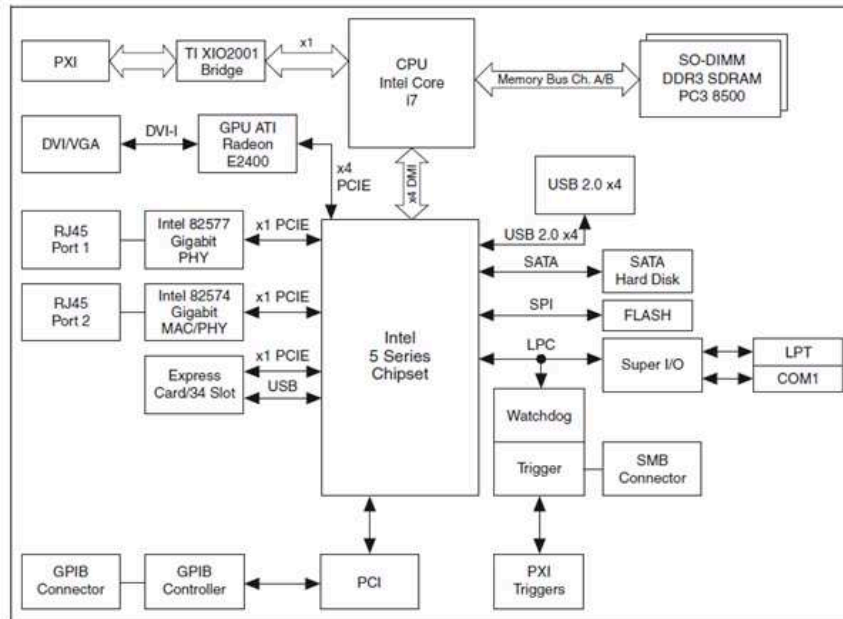 PXI
TI XIO2001
Bridge
x1
CPU
Intel Core
i7
Memory Bus Ch. A/B
SO-DIMM
DDR3 SDRAM
PC3 8500
DVI/VGA
DVI-I
GPU ATI
Radeon
E2400
x4
PCIE
x4 DMI
USB 2.0 x4
RJ45
Port 1
Intel 82577
Gigabit
PHY
x1 PCIE
USB 2.0 x4
SATA
SATA
Hard Disk
RJ45
Port 2
Intel 82574
Gigabit
MAC/PHY
x1 PCIE
Intel
5 Series
Chipset
SPI
FLASH
LPC
Super I/O
LPT
COM1
Express
Card/34 Slot
x1 PCIE
USB
Watchdog
Trigger
SMB
Connector
GPIB
Connector
GPIB
Controller
PCI
PXI
Triggers